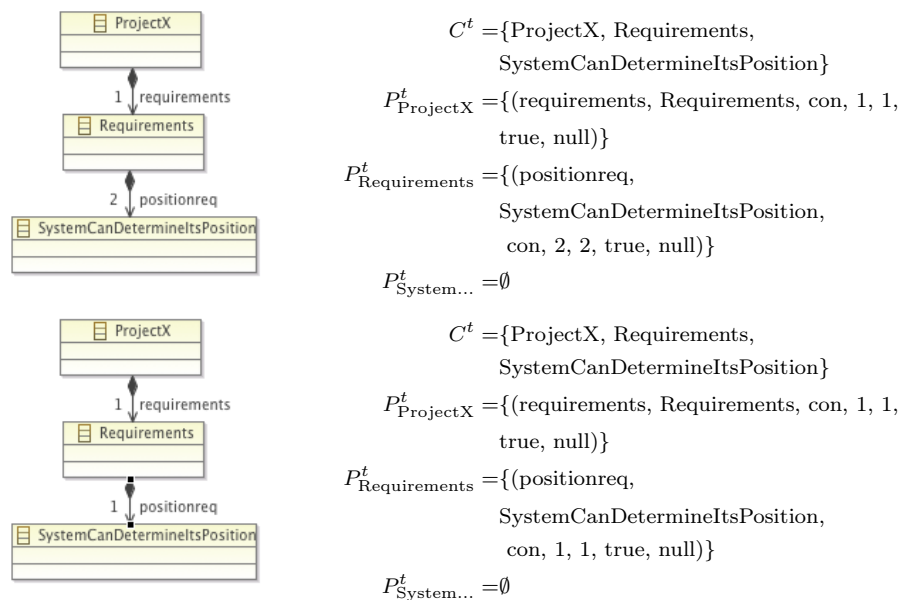 ProjectX
1 requirements
Requirements
2 positionreq
SystemCanDetermineItsPosition
C^t ={ProjectX, Requirements,
SystemCanDetermineItsPosition}
P^t_ProjectX ={(requirements, Requirements, con, 1, 1,
true, null)}
P^t_Requirements ={(positionreq,
SystemCanDetermineItsPosition,
con, 2, 2, true, null)}
P^t_System... =∅
ProjectX
1 requirements
Requirements
1 positionreq
SystemCanDetermineItsPosition
C^t ={ProjectX, Requirements,
SystemCanDetermineItsPosition}
P^t_ProjectX ={(requirements, Requirements, con, 1, 1,
true, null)}
P^t_Requirements ={(positionreq,
SystemCanDetermineItsPosition,
con, 1, 1, true, null)}
P^t_System... =∅